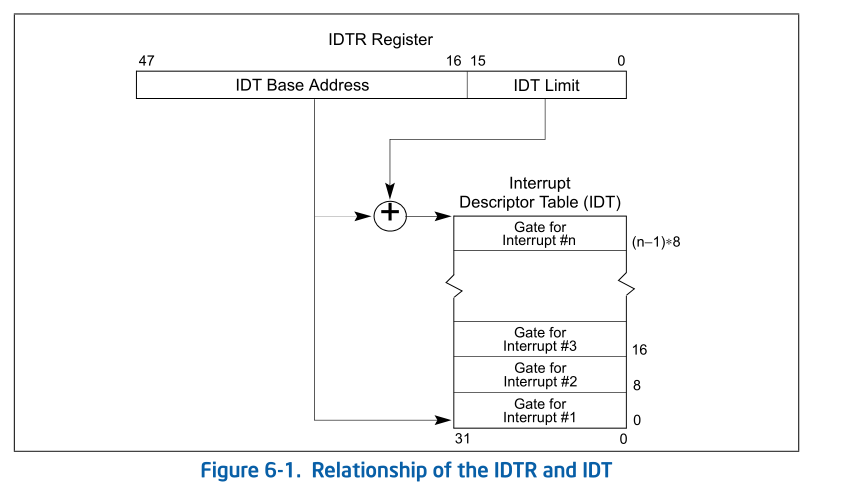 IDTR Register
47 16 15 0
IDT Base Address IDT Limit
+
Interrupt
Descriptor Table (IDT)
Gate for
Interrupt #n
(n−1)∗8
Gate for
Interrupt #3
16
Gate for
Interrupt #2
8
Gate for
Interrupt #1
0
31 0
Figure 6-1. Relationship of the IDTR and IDT